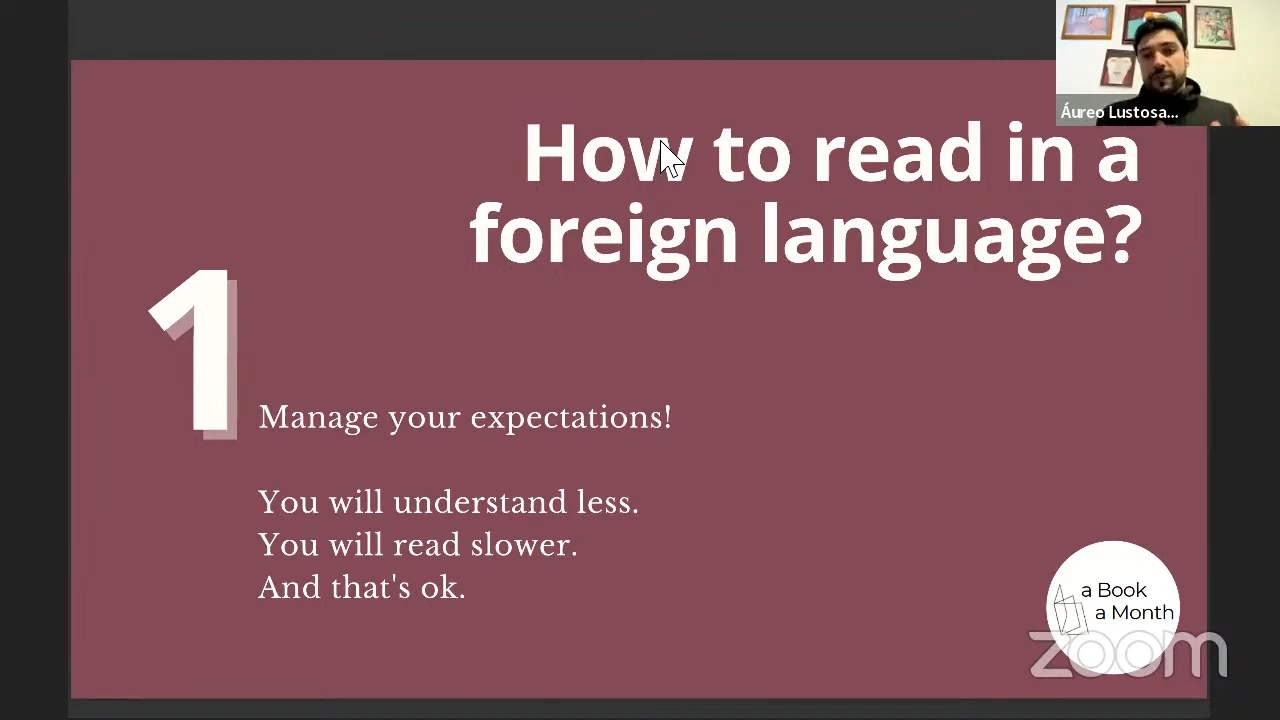 Áureo Lustosa...
How to read in a
foreign language?
1
Manage your expectations!
You will understand less.
You will read slower.
And that's ok.
a Book
a Month
zoom